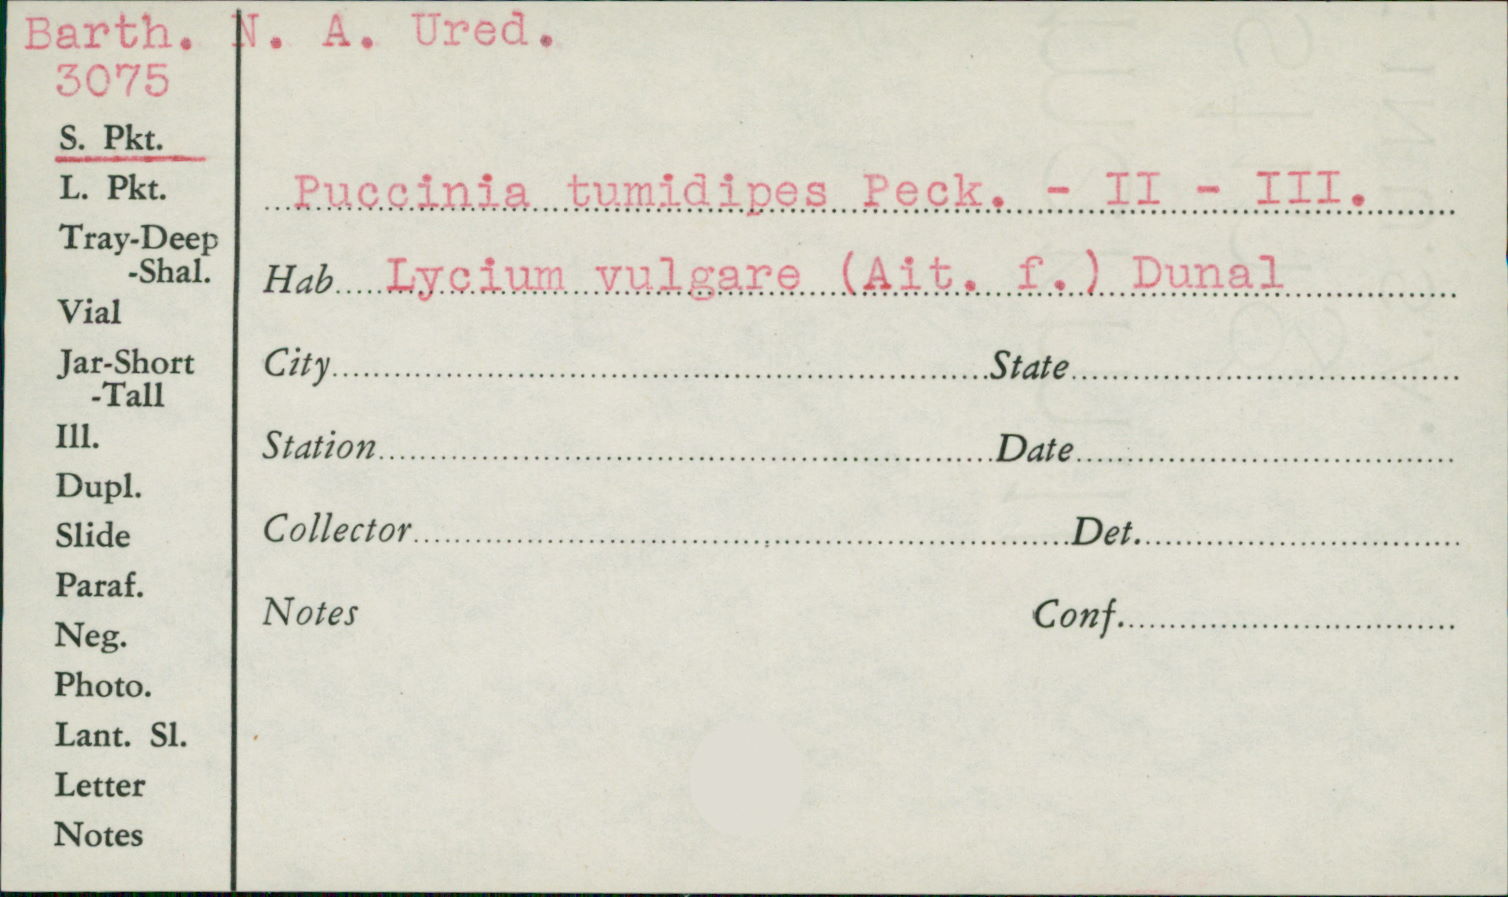 Barth. N. A. Ured.
3075
S. Pkt.
L. Pkt.
Tray-Deep
-Shal.
Vial
Jar-Short
-Tall
Ill.
Dupl.
Slide
Paraf.
Neg.
Photo.
Lant. Sl.
Letter
Notes
Puccinia tumidipes Peck. - II - III.
Hab. Lycium vulgare (Ait. f.) Dunal
City State
Station Date
Collector Det.
Notes Conf.